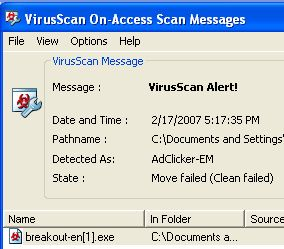 VirusScan On-Access Scan Messages
File View Options Help
VirusScan Message
Message : VirusScan Alert!
Date and Time : 2/17/2007 5:17:35 PM
Pathname : C:\Documents and Settings\
Detected As: AdClicker-EM
State : Move failed (Clean failed)
Name In Folder Source
breakout-en[1].exe C:\Documents a...